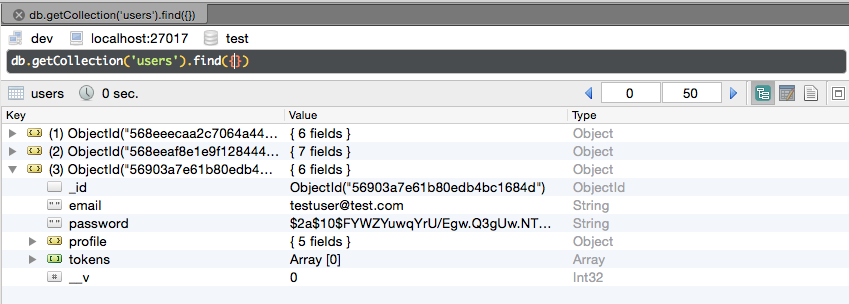 db.getCollection('users').find({})
dev localhost:27017 test
db.getCollection('users').find({})
users 0 sec. 0 50
Key Value Type
(1) ObjectId("568eeecaa2c7064a44... { 6 fields } Object
(2) ObjectId("568eeaf8e1e9f128444... { 7 fields } Object
(3) ObjectId("56903a7e61b80edb4... { 6 fields } Object
_id ObjectId("56903a7e61b80edb4bc1684d") ObjectId
" " email testuser@test.com String
" " password $2a$10$FYWZYuwqYrU/Egw.Q3gUw.NT... String
profile { 5 fields } Object
tokens Array [0] Array
# __v 0 Int32